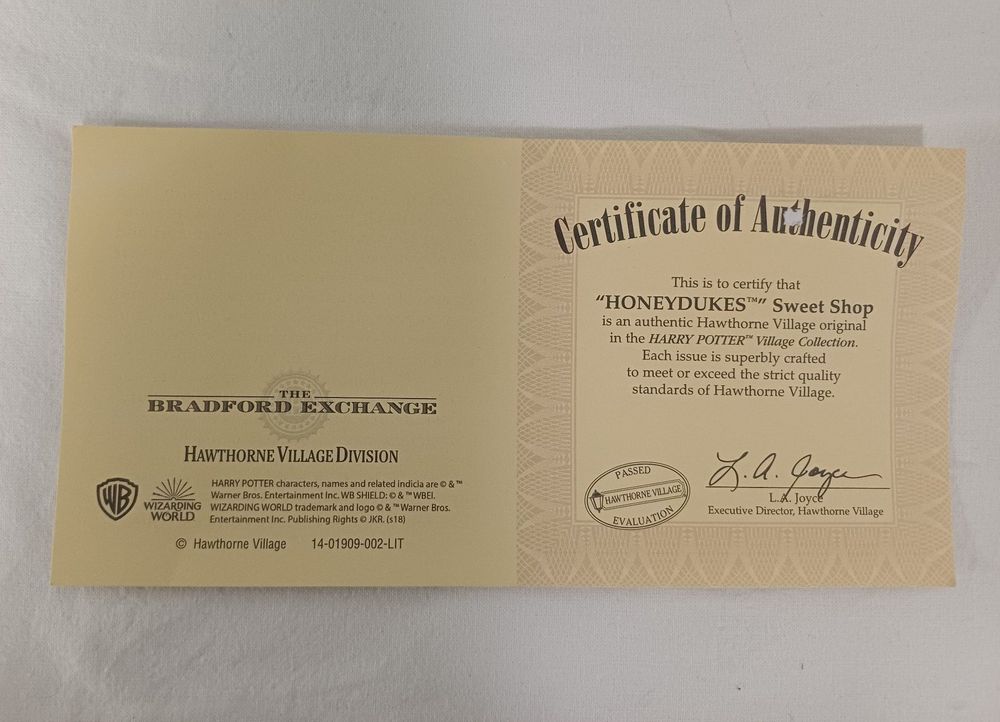 THE
BRADFORD EXCHANGE
HAWTHORNE VILLAGE DIVISION
WB
WIZARDING
WORLD
HARRY POTTER characters, names and related indicia are © & ™
Warner Bros. Entertainment Inc. WB SHIELD: © & ™ WBEI.
WIZARDING WORLD trademark and logo © & ™ Warner Bros.
Entertainment Inc. Publishing Rights © JKR. (s18)
© Hawthorne Village 14-01909-002-LIT
Certificate of Authenticity
This is to certify that
“HONEYDUKES™” Sweet Shop
is an authentic Hawthorne Village original
in the HARRY POTTER™ Village Collection.
Each issue is superbly crafted
to meet or exceed the strict quality
standards of Hawthorne Village.
PASSED
HAWTHORNE VILLAGE
EVALUATION
L. A. Joyce
L.A. Joyce
Executive Director, Hawthorne Village